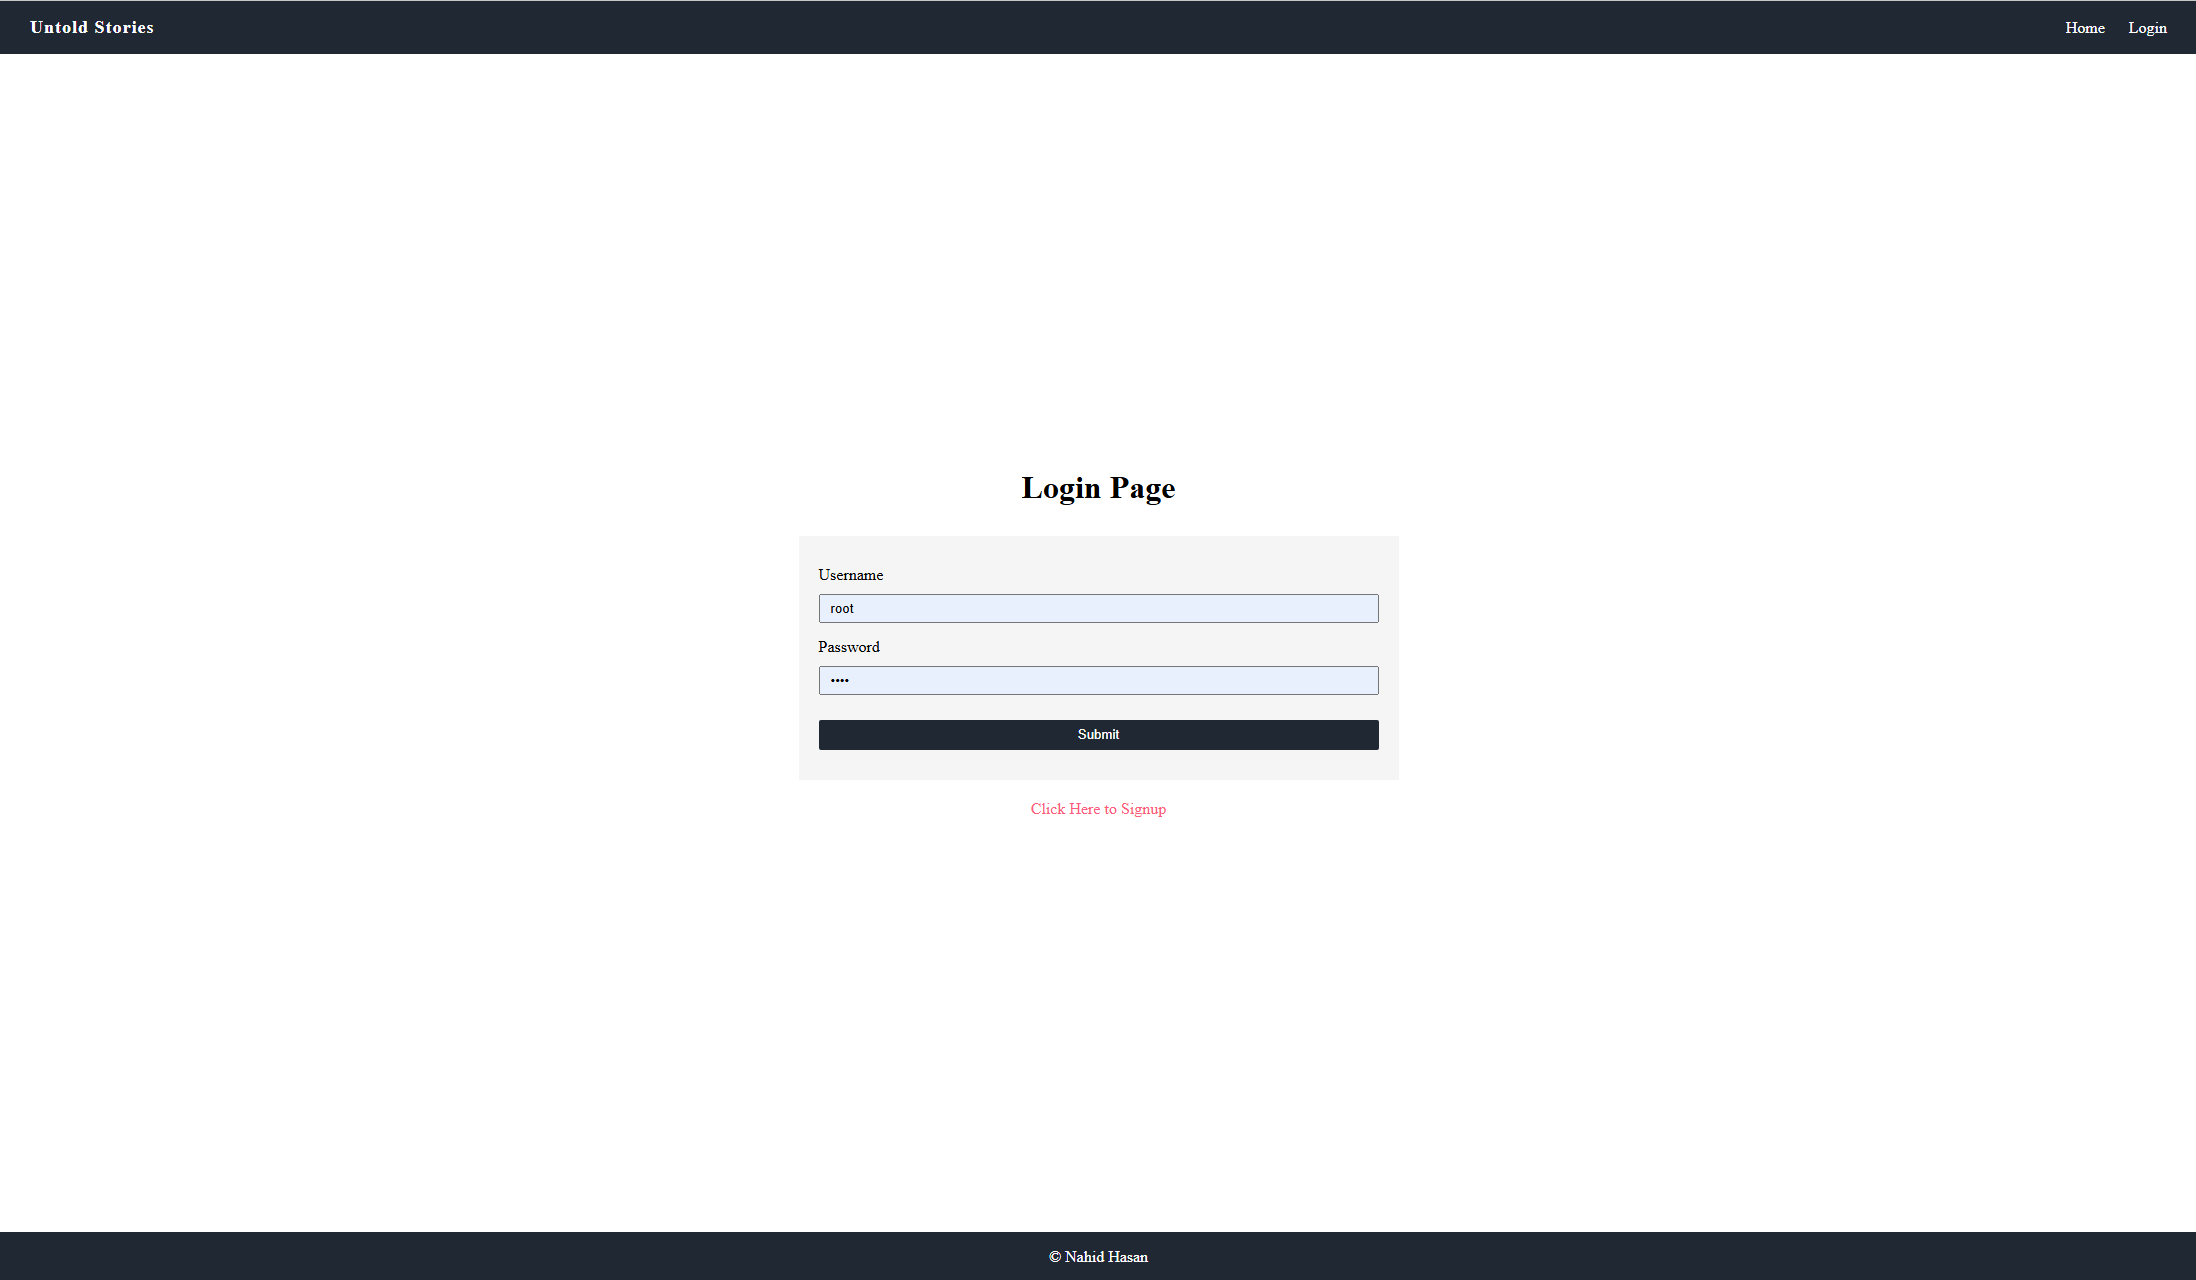 Untold Stories Home Login
Login Page
Username
root
Password
••••
Submit
Click Here to Signup
© Nahid Hasan